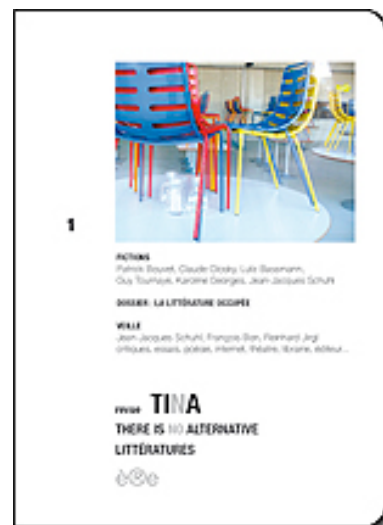 1
FICTIONS
Patrick Bouvet, Claude Closky, Lutz Bassmann,
Guy Tournaye, Karoline Georges, Jean-Jacques Schuhl
DOSSIER : LA LITTÉRATURE OCCUPÉE
VEILLE
Jean-Jacques Schuhl, François Bon, Reinhard Jirgl
critiques, essais, poésie, internet, théâtre, librairie, éditeur...
revue TINA
THERE IS NO ALTERNATIVE
LITTÉRATURES
è®e